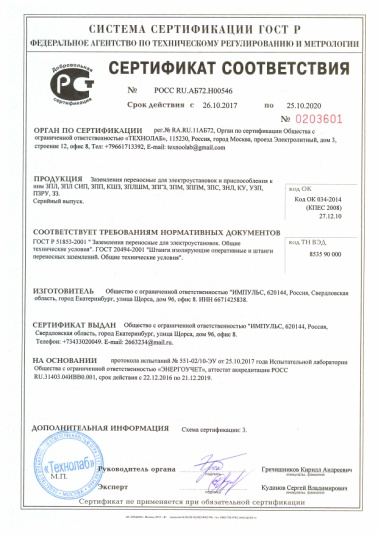 СИСТЕМА СЕРТИФИКАЦИИ ГОСТ Р
ФЕДЕРАЛЬНОЕ АГЕНТСТВО ПО ТЕХНИЧЕСКОМУ РЕГУЛИРОВАНИЮ И МЕТРОЛОГИИ
Добровольная
сертификация
СЕРТИФИКАТ СООТВЕТСТВИЯ
№ РОСС RU.АБ72.Н00546
Срок действия с 26.10.2017 по 25.10.2020
№ 0203601
ОРГАН ПО СЕРТИФИКАЦИИ рег.№ RA.RU.11АБ72, Орган по сертификации Общества с
ограниченной ответственностью «ТЕХНОЛАБ», 115230, Россия, город Москва, проезд Электролитный, дом 3,
строение 12, офис 8, Тел: +79661713392, E-mail: texnoolab@gmail.com
ПРОДУКЦИЯ Заземления переносные для электроустановок и приспособления к
ним ЗПЛ, ЗПЛ СИП, ЗПП, КШЗ, ЗПЛШМ, ЗПГЗ, ЗПМ, ЗППМ, ЗПС, ЗНЛ, КУ, УЗП,
ПЗРУ, ЗЗ.
Серийный выпуск.
код ОК
Код ОК 034-2014
(КПЕС 2008)
27.12.10
СООТВЕТСТВУЕТ ТРЕБОВАНИЯМ НОРМАТИВНЫХ ДОКУМЕНТОВ
ГОСТ Р 51853-2001 " Заземления переносные для электроустановок. Общие
технические условия". ГОСТ 20494-2001 "Штанги изолирующие оперативные и штанги
переносных заземлений. Общие технические условия".
код ТН ВЭД
8535 90 000
ИЗГОТОВИТЕЛЬ Общество с ограниченной ответственностью "ИМПУЛЬС, 620144, Россия, Свердловская
область, город Екатеринбург, улица Щорса, дом 96, офис 8. ИНН 6671425838.
СЕРТИФИКАТ ВЫДАН Общество с ограниченной ответственностью "ИМПУЛЬС, 620144, Россия,
Свердловская область, город Екатеринбург, улица Щорса, дом 96, офис 8.
Телефон: +73433020049. E-mail: 2663234@mail.ru.
НА ОСНОВАНИИ протокола испытаний № 551-02/10-ЭУ от 25.10.2017 года Испытательной лаборатории
Общества с ограниченной ответственностью «ЭНЕРГОУЧЕТ», аттестат аккредитации РОСС
RU.31403.04ИВВ0.001, срок действия с 22.12.2016 по 21.12.2019.
ДОПОЛНИТЕЛЬНАЯ ИНФОРМАЦИЯ Схема сертификации: 3.
«Технолаб»
М.П.
Руководитель органа
Гречишников Кирилл Андреевич
Эксперт
Куданов Сергей Владимирович
Сертификат не применяется при обязательной сертификации